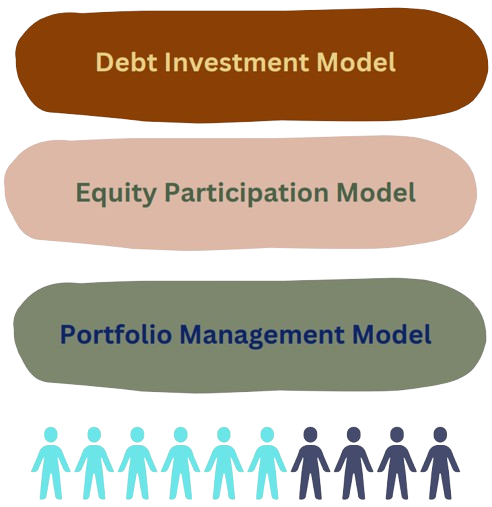 Debt Investment Model
Equity Participation Model
Portfolio Management Model